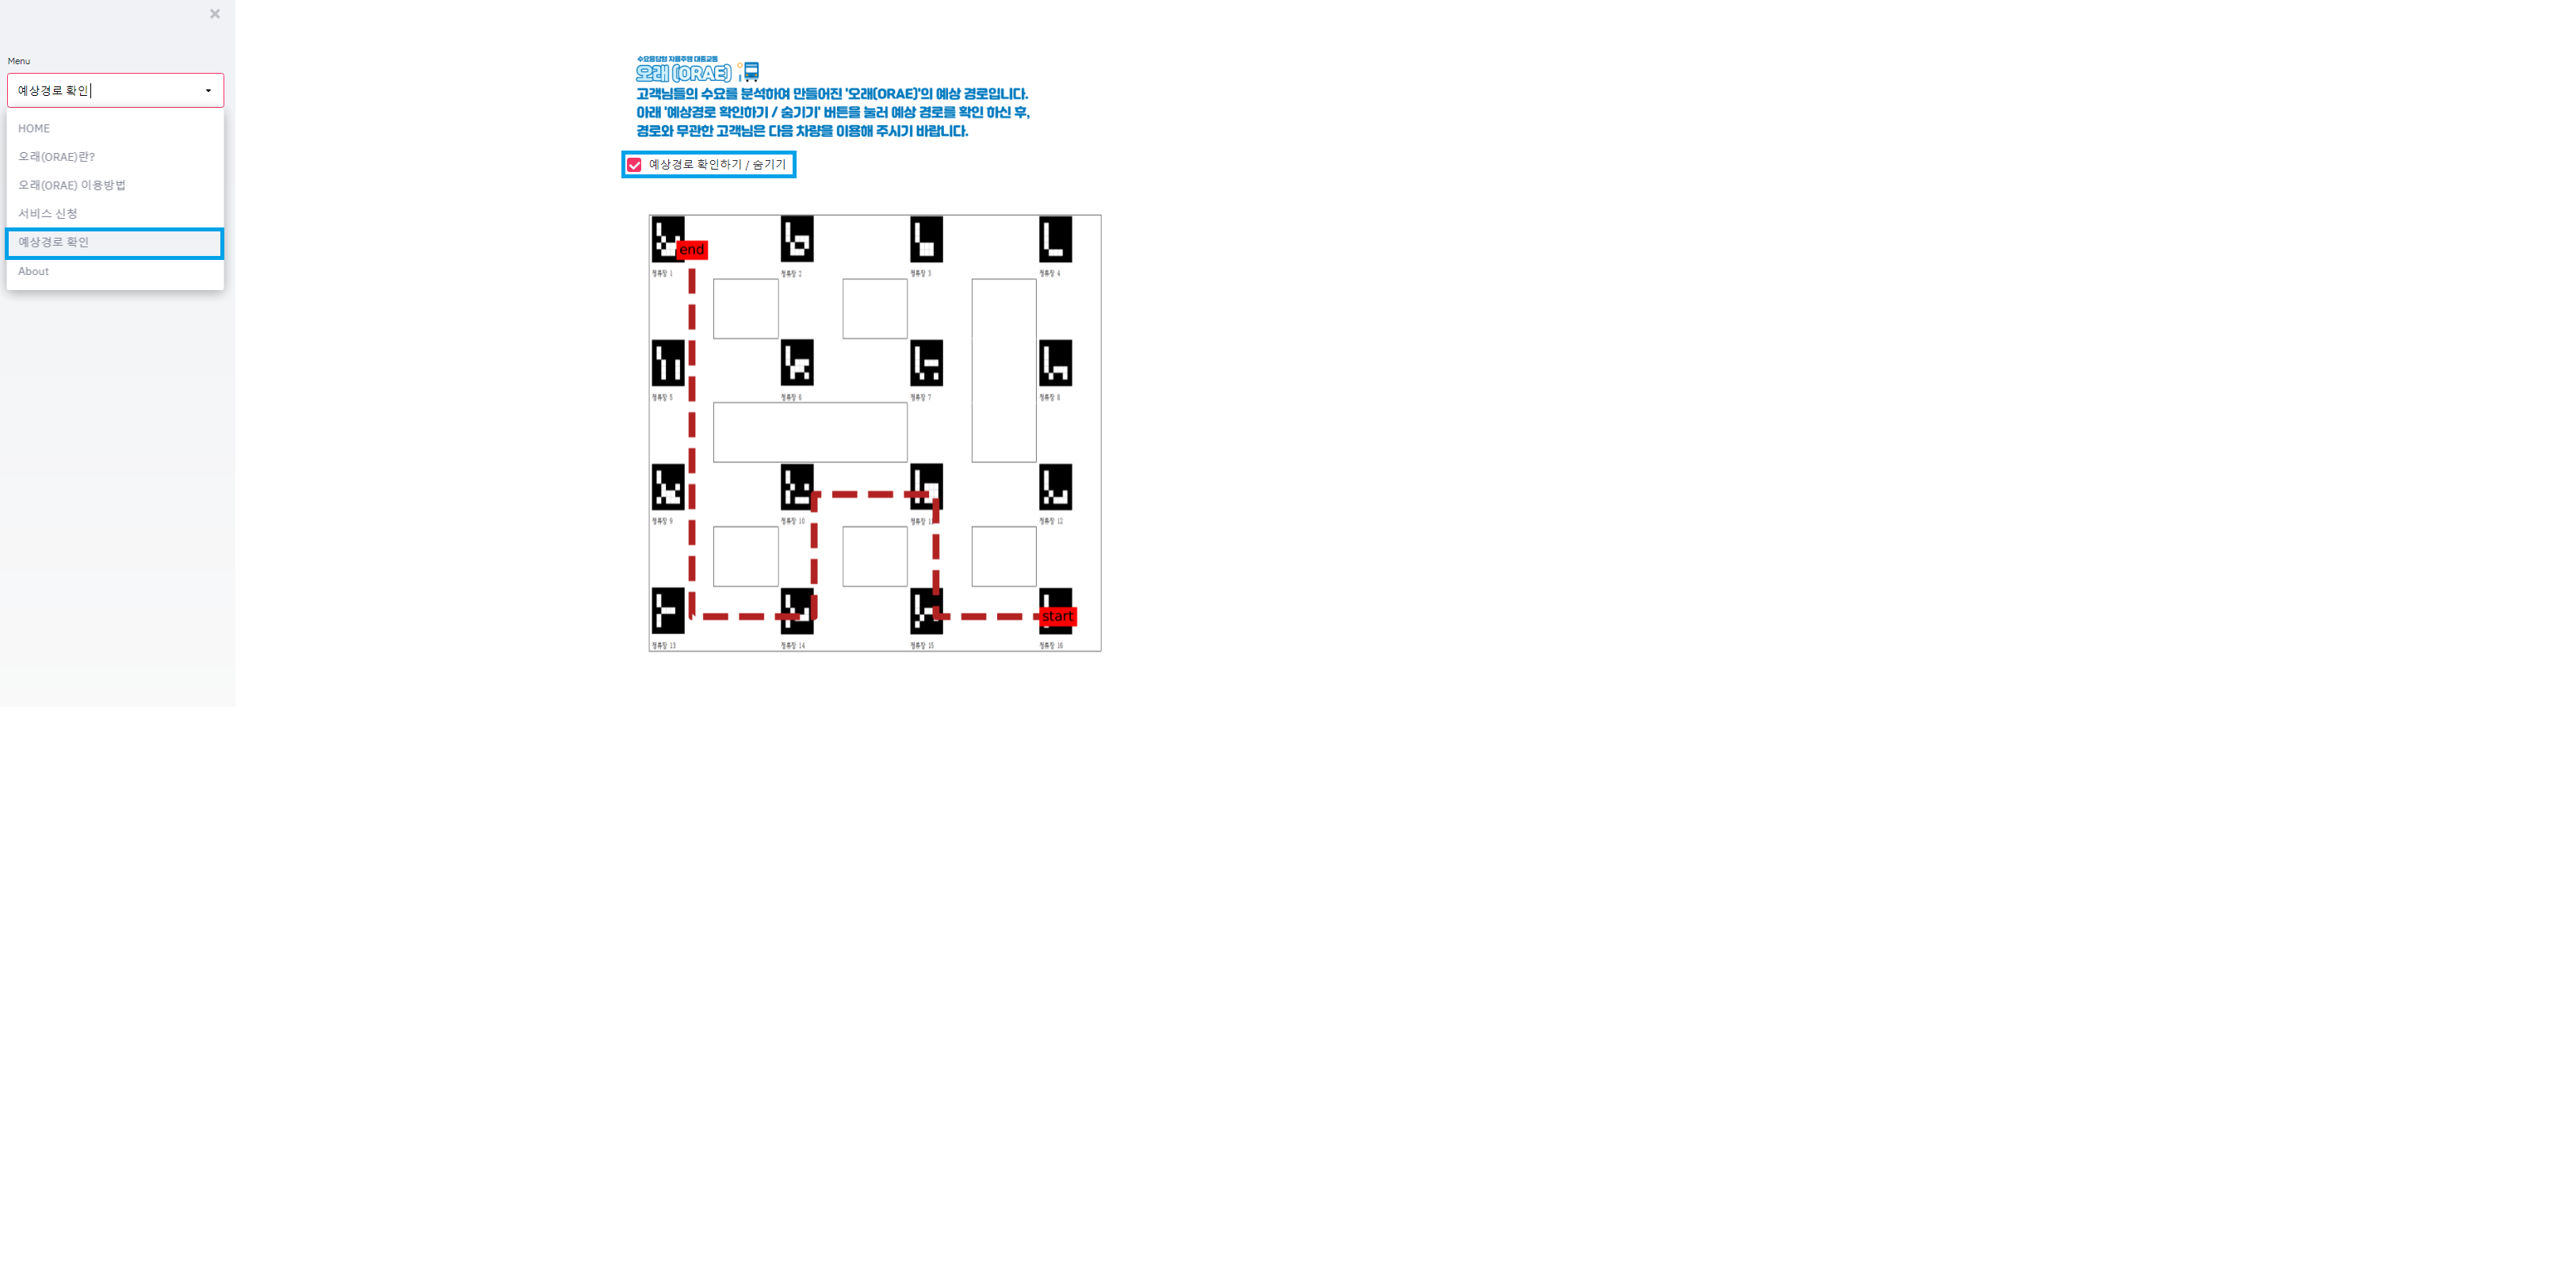 Menu
예상경로 확인
HOME
오래(ORAE)란?
오래(ORAE) 이용방법
서비스 신청
예상경로 확인
About
수요응답형 자율주행 대중교통
오래 (ORAE)
고객님들의 수요를 분석하여 만들어진 '오래(ORAE)'의 예상 경로입니다.
아래 '예상경로 확인하기 / 숨기기' 버튼을 눌러 예상 경로를 확인 하신 후,
경로와 무관한 고객님은 다음 차량을 이용해 주시기 바랍니다.
예상경로 확인하기 / 숨기기
end
정류장 1
정류장 2
정류장 3
정류장 4
정류장 5
정류장 6
정류장 7
정류장 8
정류장 9
정류장 10
정류장 11
정류장 12
start
정류장 13
정류장 14
정류장 15
정류장 16